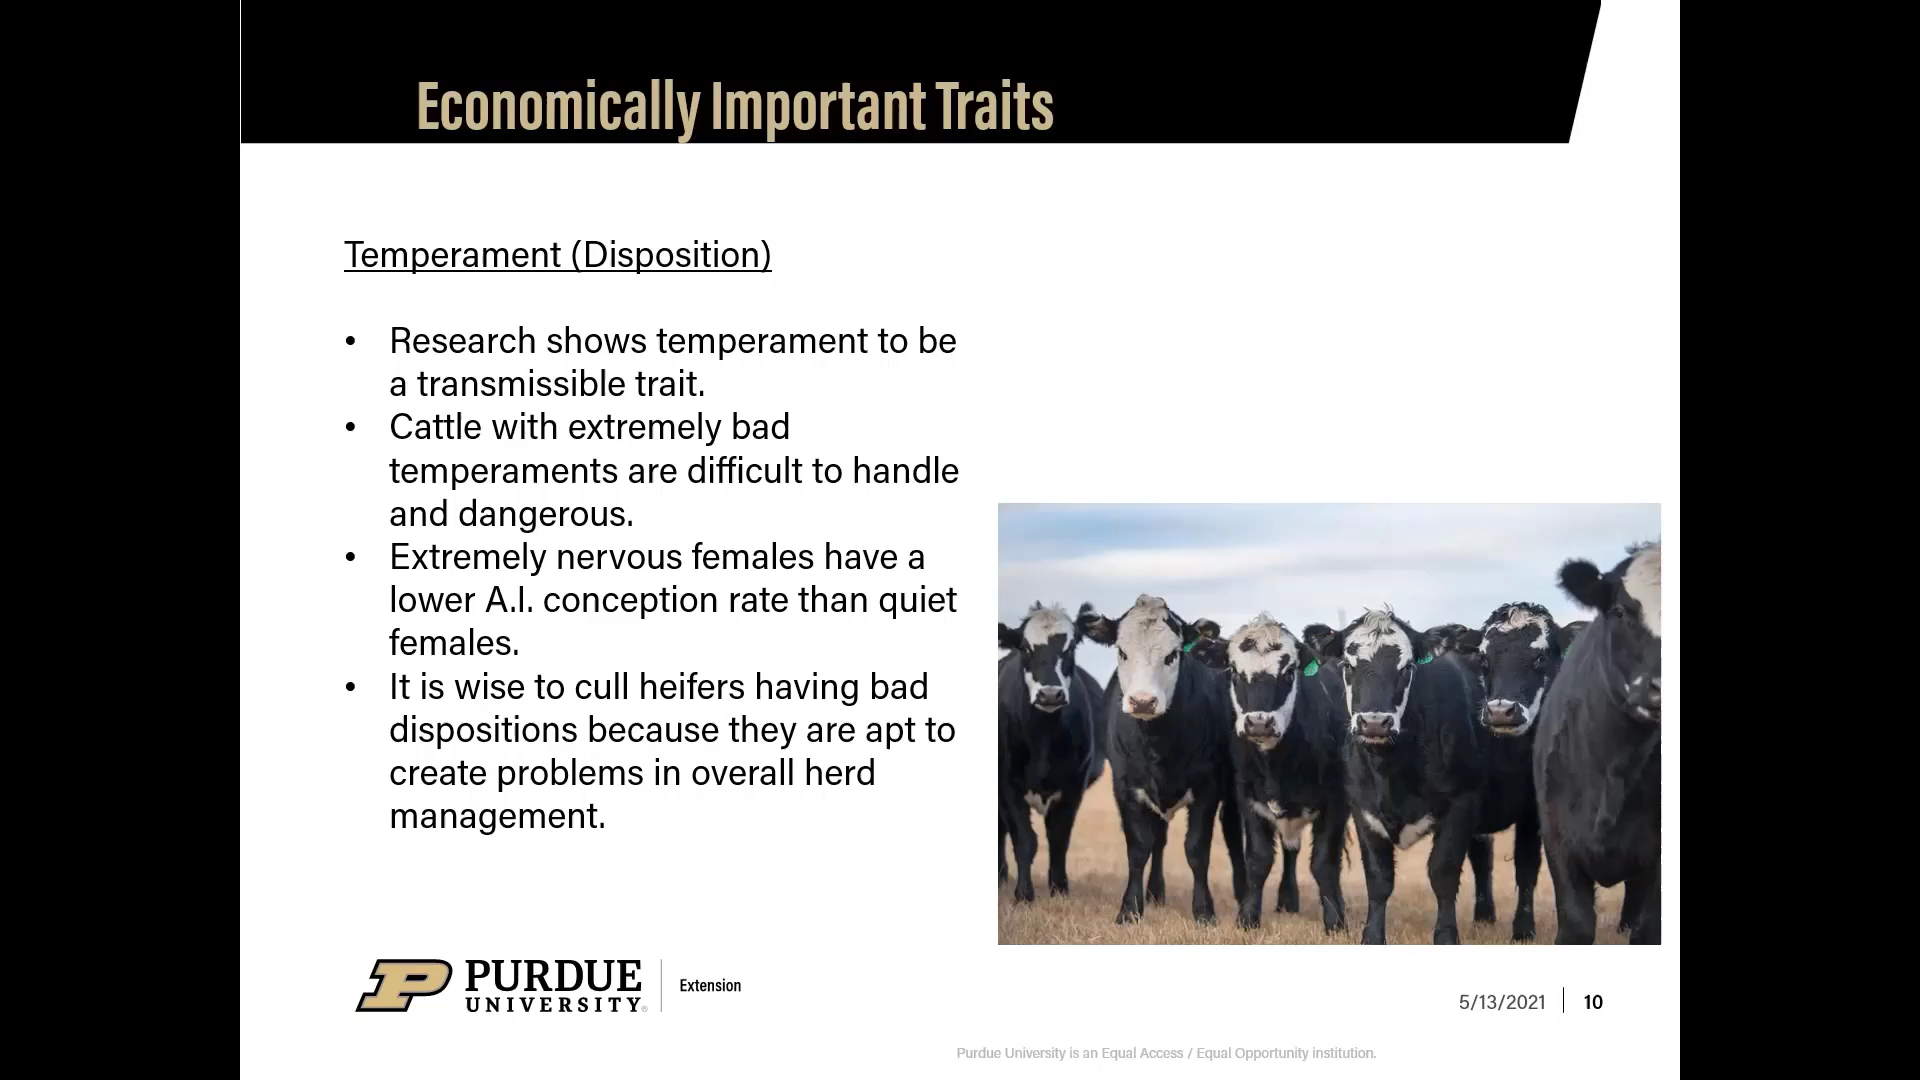 Economically Important Traits
Temperament (Disposition)
• Research shows temperament to be
a transmissible trait.
• Cattle with extremely bad
temperaments are difficult to handle
and dangerous.
• Extremely nervous females have a
lower A.I. conception rate than quiet
females.
• It is wise to cull heifers having bad
dispositions because they are apt to
create problems in overall herd
management.
P PURDUE
UNIVERSITY®
Extension
5/13/2021 | 10
Purdue University is an Equal Access / Equal Opportunity institution.